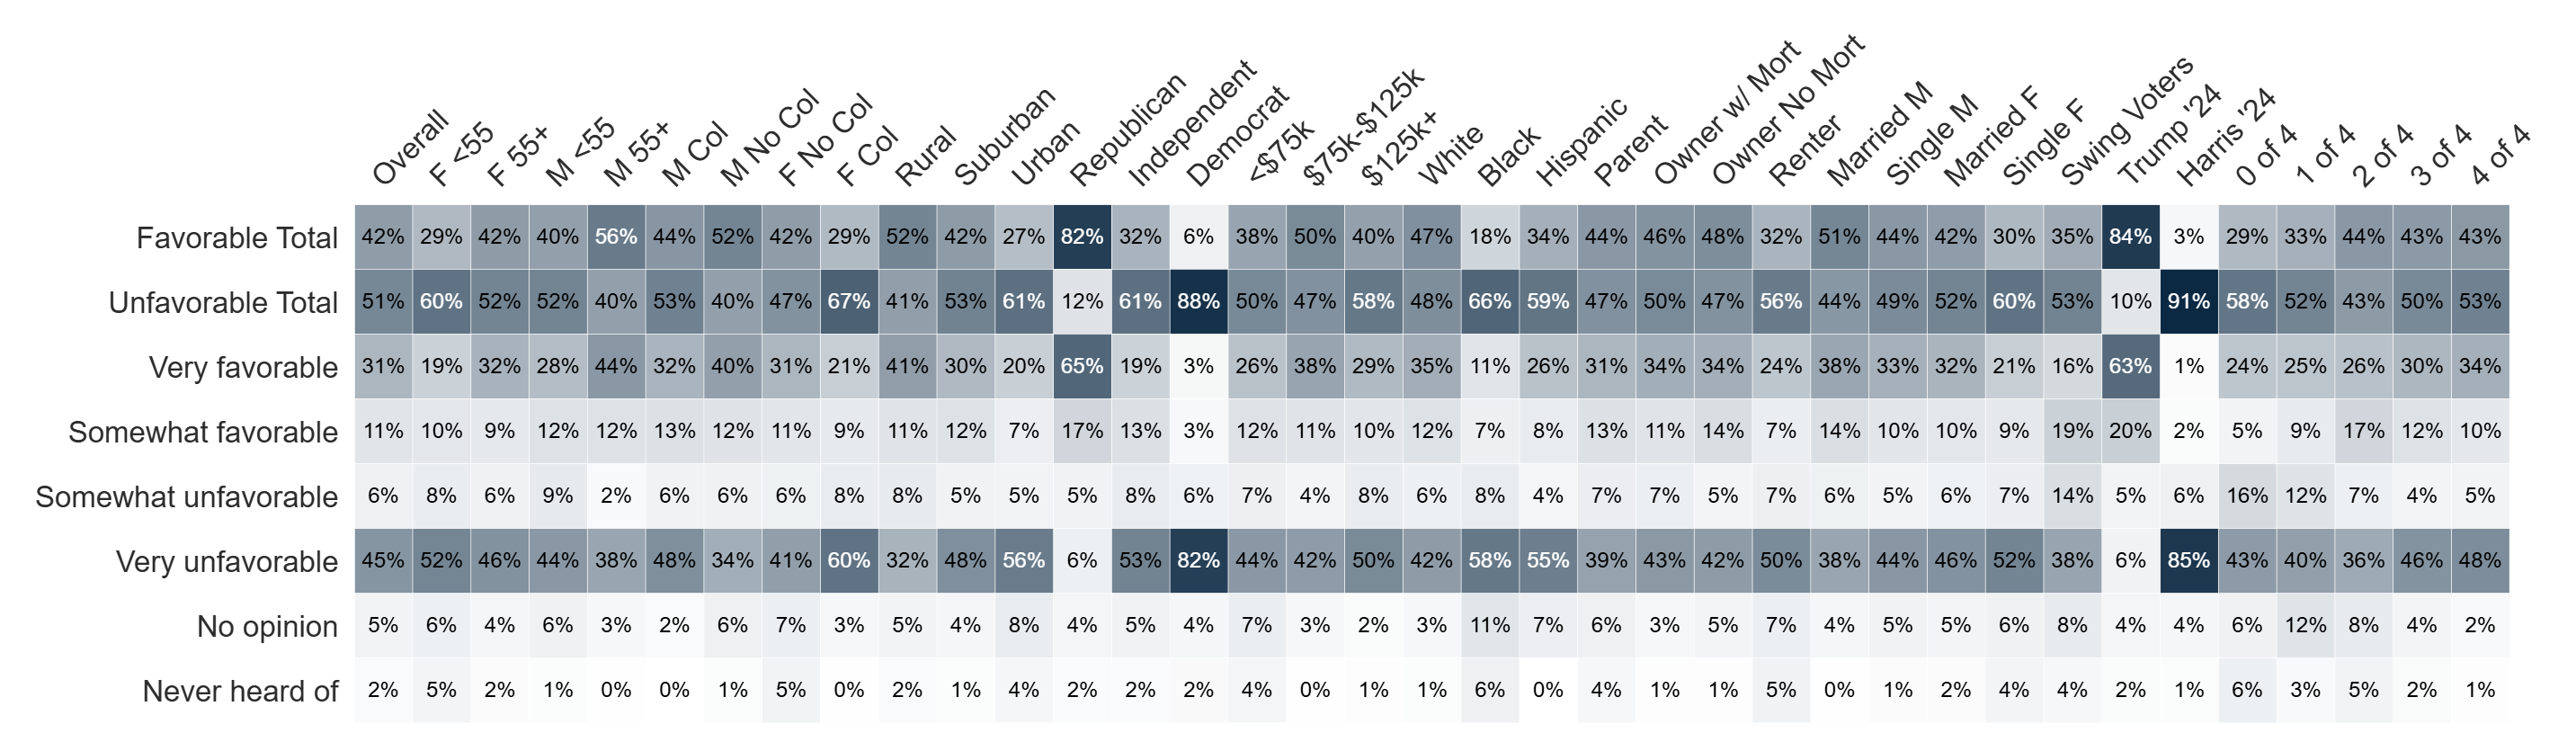 Overall F <55 F 55+ M <55 M 55+ M Col M No Col F No Col F Col Rural Suburban Urban Republican Independent Democrat <$75k $75k-$125k $125k+ White Black Hispanic Parent Owner w/ Mort Owner No Mort Renter Married M Single M Married F Single F Swing Voters Trump '24 Harris '24 0 of 4 1 of 4 2 of 4 3 of 4 4 of 4
Favorable Total 42% 29% 42% 40% 56% 44% 52% 42% 29% 52% 42% 27% 82% 32% 6% 38% 50% 40% 47% 18% 34% 44% 46% 48% 32% 51% 44% 42% 30% 35% 84% 3% 29% 33% 44% 43% 43%
Unfavorable Total 51% 60% 52% 52% 40% 53% 40% 47% 67% 41% 53% 61% 12% 61% 88% 50% 47% 58% 48% 66% 59% 47% 50% 47% 56% 44% 49% 52% 60% 53% 10% 91% 58% 52% 43% 50% 53%
Very favorable 31% 19% 32% 28% 44% 32% 40% 31% 21% 41% 30% 20% 65% 19% 3% 26% 38% 29% 35% 11% 26% 31% 34% 34% 24% 38% 33% 32% 21% 16% 63% 1% 24% 25% 26% 30% 34%
Somewhat favorable 11% 10% 9% 12% 12% 13% 12% 11% 9% 11% 12% 7% 17% 13% 3% 12% 11% 10% 12% 7% 8% 13% 11% 14% 7% 14% 10% 10% 9% 19% 20% 2% 5% 9% 17% 12% 10%
Somewhat unfavorable 6% 8% 6% 9% 2% 6% 6% 6% 8% 8% 5% 5% 5% 8% 6% 7% 4% 8% 6% 8% 4% 7% 7% 5% 7% 6% 5% 6% 7% 14% 5% 6% 16% 12% 7% 4% 5%
Very unfavorable 45% 52% 46% 44% 38% 48% 34% 41% 60% 32% 48% 56% 6% 53% 82% 44% 42% 50% 42% 58% 55% 39% 43% 42% 50% 38% 44% 46% 52% 38% 6% 85% 43% 40% 36% 46% 48%
No opinion 5% 6% 4% 6% 3% 2% 6% 7% 3% 5% 4% 8% 4% 5% 4% 7% 3% 2% 3% 11% 7% 6% 3% 5% 7% 4% 5% 5% 6% 8% 4% 4% 6% 12% 8% 4% 2%
Never heard of 2% 5% 2% 1% 0% 0% 1% 5% 0% 2% 1% 4% 2% 2% 2% 4% 0% 1% 1% 6% 0% 4% 1% 1% 5% 0% 1% 2% 4% 4% 2% 1% 6% 3% 5% 2% 1%